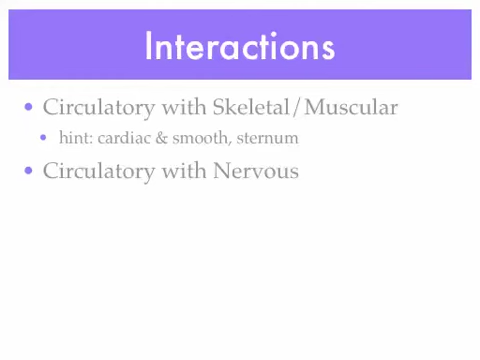 Interactions
• Circulatory with Skeletal/Muscular
• hint: cardiac & smooth, sternum
• Circulatory with Nervous